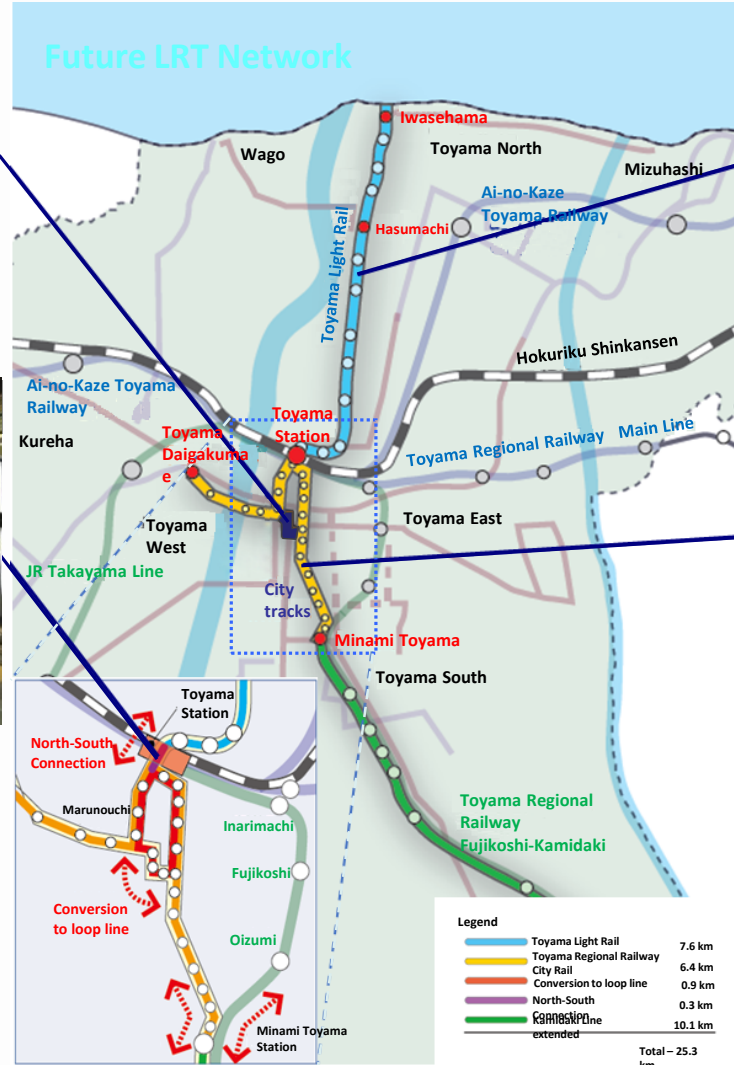 Future LRT Network
Iwasehama
Wago
Toyama North
Mizuhashi
Ai-no-Kaze
Toyama Railway
Hasumachi
Toyama Light Rail
Hokuriku Shinkansen
Ai-no-Kaze Toyama
Railway
Kureha
Toyama
Station
Toyama
Daigakuma
e
Toyama Regional Railway Main Line
Toyama East
Toyama
West
JR Takayama Line
City
tracks
Minami Toyama
Toyama South
Toyama
Station
North-South
Connection
Marunouchi
Inarimachi
Fujikoshi
Conversion
to loop line
Oizumi
Minami Toyama
Station
Toyama Regional
Railway
Fujikoshi-Kamidaki
Legend
Toyama Light Rail 7.6 km
Toyama Regional Railway
City Rail 6.4 km
Conversion to loop line 0.9 km
North-South
Connection 0.3 km
Kamidaki Line
extended 10.1 km
Total – 25.3
km